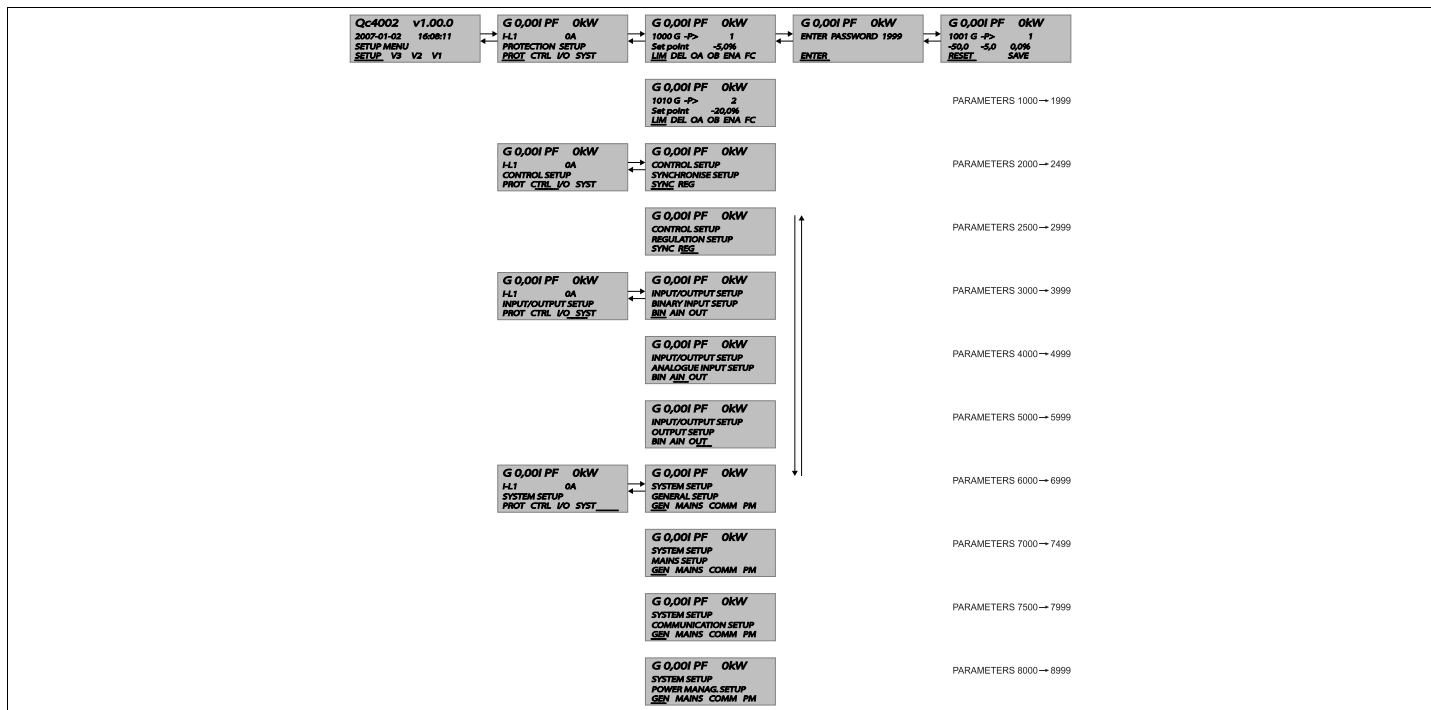 Qc4002 v1.00.0
2007-01-02 16:08:11
SETUP MENU
SETUP V3 V2 V1
G 0,00I PF 0kW
I-L1 0A
PROTECTION SETUP
PROT CTRL I/O SYST
G 0,00I PF 0kW
1000 G -P> 1
Set point -5,0%
LIM DEL OA OB ENA FC
G 0,00I PF 0kW
ENTER PASSWORD 1999
ENTER
G 0,00I PF 0kW
1001 G -P> 1
-50,0 -5,0 0,0%
RESET SAVE
G 0,00I PF 0kW
1010 G -P> 2
Set point -20,0%
LIM DEL OA OB ENA FC
PARAMETERS 1000→1999
G 0,00I PF 0kW
I-L1 0A
CONTROL SETUP
PROT CTRL I/O SYST
G 0,00I PF 0kW
CONTROL SETUP
SYNCHRONISE SETUP
SYNC REG
PARAMETERS 2000→2499
G 0,00I PF 0kW
CONTROL SETUP
REGULATION SETUP
SYNC REG
PARAMETERS 2500→2999
G 0,00I PF 0kW
I-L1 0A
INPUT/OUTPUT SETUP
PROT CTRL I/O SYST
G 0,00I PF 0kW
INPUT/OUTPUT SETUP
BINARY INPUT SETUP
BIN AIN OUT
PARAMETERS 3000→3999
G 0,00I PF 0kW
INPUT/OUTPUT SETUP
ANALOGUE INPUT SETUP
BIN AIN OUT
PARAMETERS 4000→4999
G 0,00I PF 0kW
INPUT/OUTPUT SETUP
OUTPUT SETUP
BIN AIN OUT
PARAMETERS 5000→5999
G 0,00I PF 0kW
I-L1 0A
SYSTEM SETUP
PROT CTRL I/O SYST
G 0,00I PF 0kW
SYSTEM SETUP
GENERAL SETUP
GEN MAINS COMM PM
PARAMETERS 6000→6999
G 0,00I PF 0kW
SYSTEM SETUP
MAINS SETUP
GEN MAINS COMM PM
PARAMETERS 7000→7499
G 0,00I PF 0kW
SYSTEM SETUP
COMMUNICATION SETUP
GEN MAINS COMM PM
PARAMETERS 7500→7999
G 0,00I PF 0kW
SYSTEM SETUP
POWER MANAG. SETUP
GEN MAINS COMM PM
PARAMETERS 8000→8999